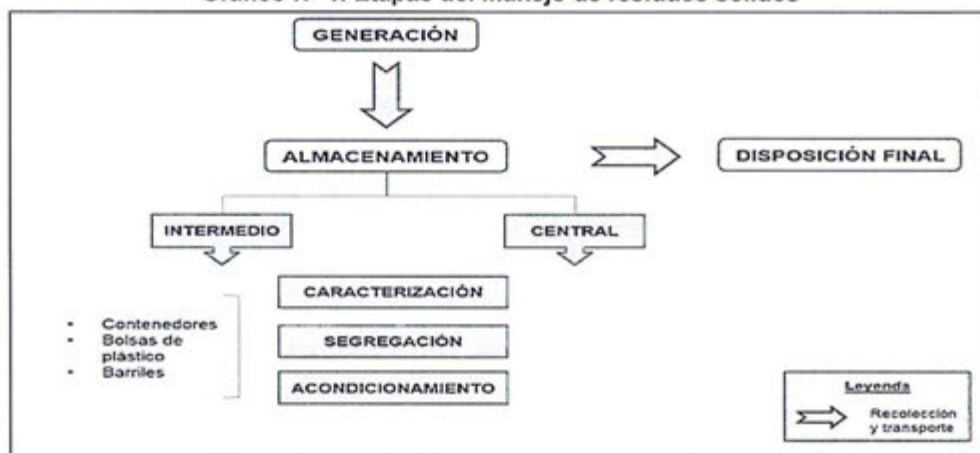 GENERACIÓN
ALMACENAMIENTO
DISPOSICIÓN FINAL
INTERMEDIO
CENTRAL
CARACTERIZACIÓN
SEGREGACIÓN
ACONDICIONAMIENTO
▪ Contenedores
▪ Bolsas de
plástico
▪ Barriles
Leyenda
Recolección
y transporte